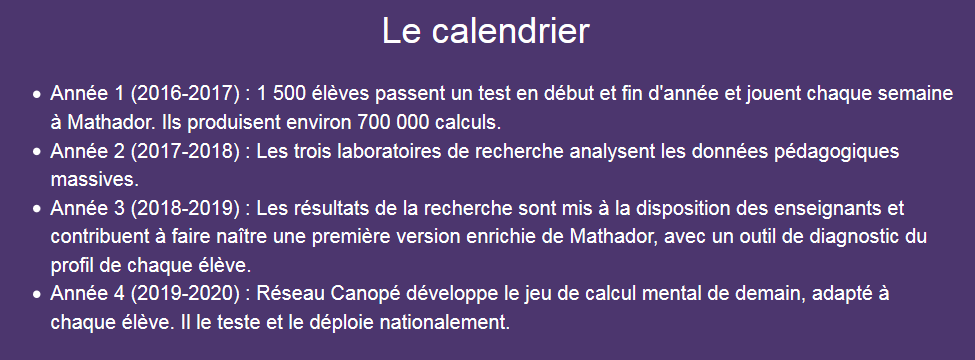 Le calendrier
• Année 1 (2016-2017) : 1 500 élèves passent un test en début et fin d'année et jouent chaque semaine
à Mathador. Ils produisent environ 700 000 calculs.
• Année 2 (2017-2018) : Les trois laboratoires de recherche analysent les données pédagogiques
massives.
• Année 3 (2018-2019) : Les résultats de la recherche sont mis à la disposition des enseignants et
contribuent à faire naître une première version enrichie de Mathador, avec un outil de diagnostic du
profil de chaque élève.
• Année 4 (2019-2020) : Réseau Canopé développe le jeu de calcul mental de demain, adapté à
chaque élève. Il le teste et le déploie nationalement.